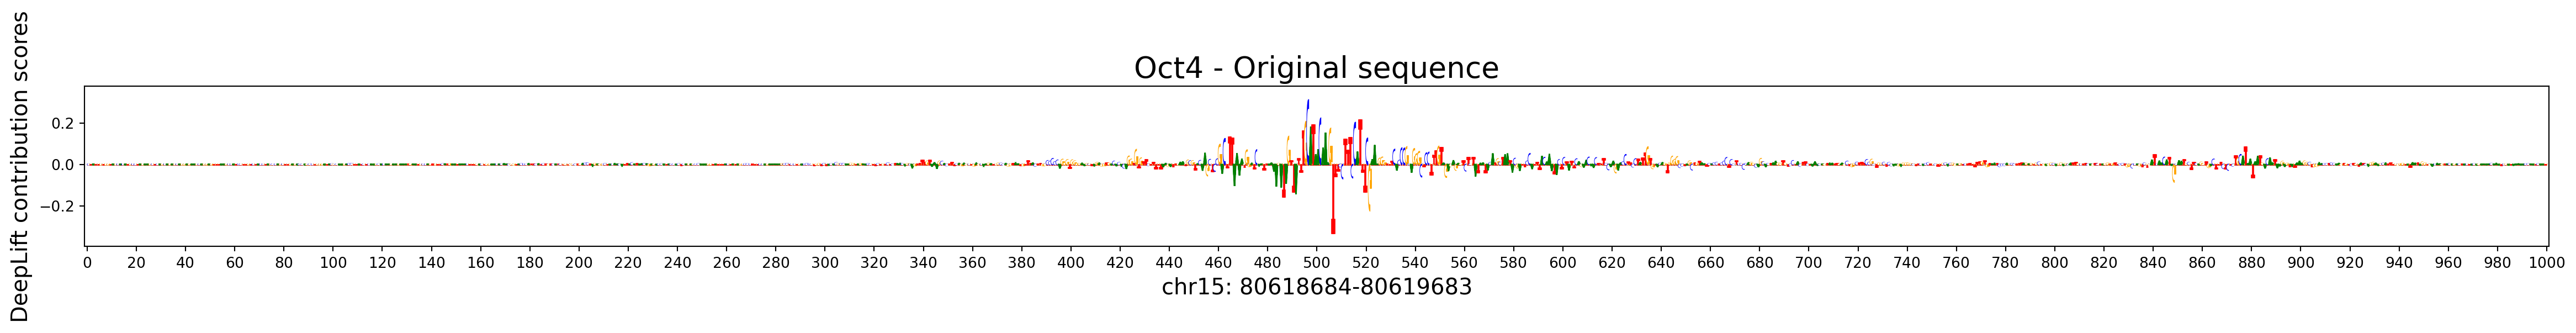 Oct4 - Original sequence
DeepLift contribution scores
0.2
0.0
−0.2
0 20 40 60 80 100 120 140 160 180 200 220 240 260 280 300 320 340 360 380 400 420 440 460 480 500 520 540 560 580 600 620 640 660 680 700 720 740 760 780 800 820 840 860 880 900 920 940 960 980 1000
chr15: 80618684-80619683